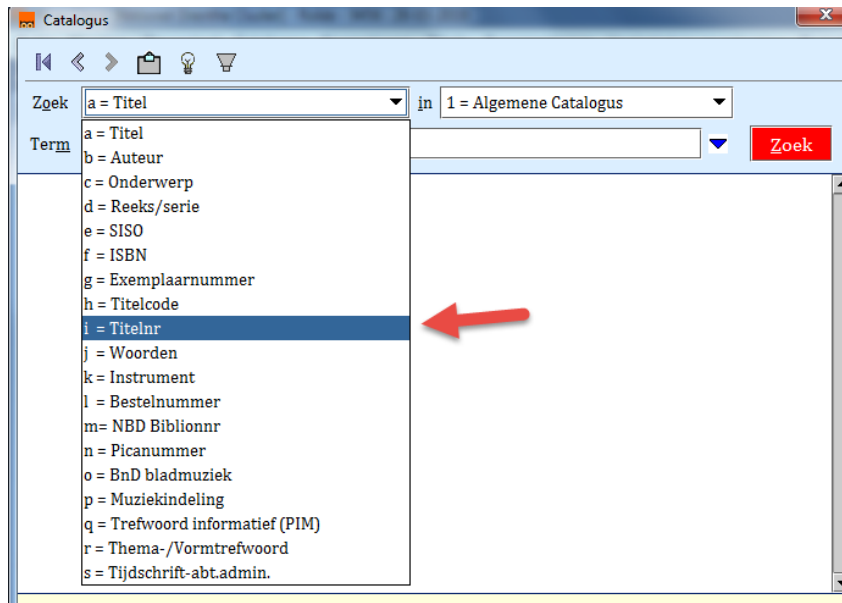 Catalogus
Zoek a = Titel in 1 = Algemene Catalogus
Term Zoek
a = Titel
b = Auteur
c = Onderwerp
d = Reeks/serie
e = SISO
f = ISBN
g = Exemplaarnummer
h = Titelcode
i = Titelnr
j = Woorden
k = Instrument
l = Bestelnummer
m= NBD Biblionnr
n = Picanummer
o = BnD bladmuziek
p = Muziekindeling
q = Trefwoord informatief (PIM)
r = Thema-/Vormtrefwoord
s = Tijdschrift-abt.admin.